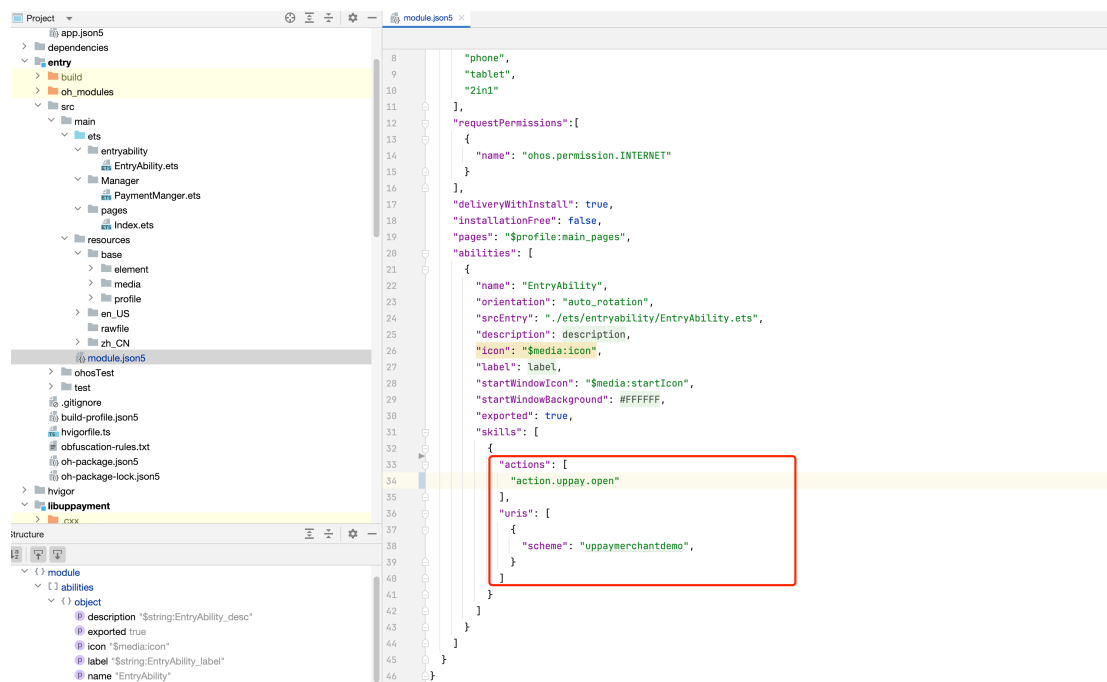 Project
app.json5
dependencies
entry
build
oh_modules
src
main
ets
entryability
EntryAbility.ets
Manager
PaymentManger.ets
pages
Index.ets
resources
base
element
media
profile
en_US
rawfile
zh_CN
module.json5
ohosTest
test
.gitignore
build-profile.json5
hvigorfile.ts
obfuscation-rules.txt
oh-package.json5
oh-package-lock.json5
hvigor
libuppayment
.cxx
Structure
module
abilities
object
description "$string:EntryAbility_desc"
exported true
icon "$media:icon"
label "$string:EntryAbility_label"
name "EntryAbility"
module.json5
8 "phone",
9 "tablet",
10 "2in1"
11 ],
12 "requestPermissions":[
13 {
14 "name": "ohos.permission.INTERNET"
15 }
16 ],
17 "deliveryWithInstall": true,
18 "installationFree": false,
19 "pages": "$profile:main_pages",
20 "abilities": [
21 {
22 "name": "EntryAbility",
23 "orientation": "auto_rotation",
24 "srcEntry": "./ets/entryability/EntryAbility.ets",
25 "description": description,
26 "icon": "$media:icon",
27 "label": label,
28 "startWindowIcon": "$media:startIcon",
29 "startWindowBackground": #FFFFFF,
30 "exported": true,
31 "skills": [
32 {
33 "actions": [
34 "action.uppay.open"
35 ],
36 "uris": [
37 {
38 "scheme": "uppaymerchantdemo",
39 }
40 ]
41 }
42 ]
43 }
44 ]
45 }
46 }